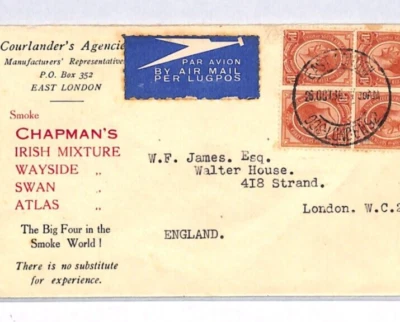 Courlander's Agencie
Manufacturers' Representative
P.O. Box 352
EAST LONDON
PAR AVION
BY AIR MAIL
PER LUGPOS
Smoke
CHAPMAN'S
IRISH MIXTURE
WAYSIDE „
SWAN „
ATLAS „
The Big Four in the
Smoke World !
There is no substitute
for experience.
W.F. James. Esq.
Walter House.
418 Strand.
London. W.C.2
ENGLAND.